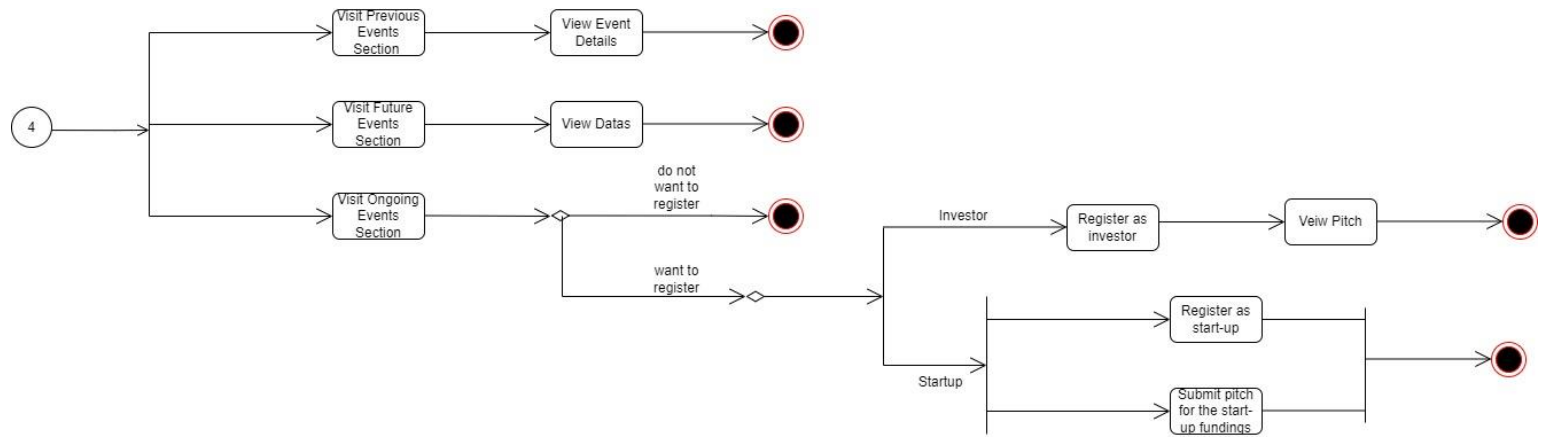 Visit Previous
Events
Section
View Event
Details
4
Visit Future
Events
Section
View Datas
do not
want to
register
Visit Ongoing
Events
Section
Investor
Register as
investor
Veiw Pitch
want to
register
Register as
start-up
Startup
Submit pitch
for the start-
up fundings